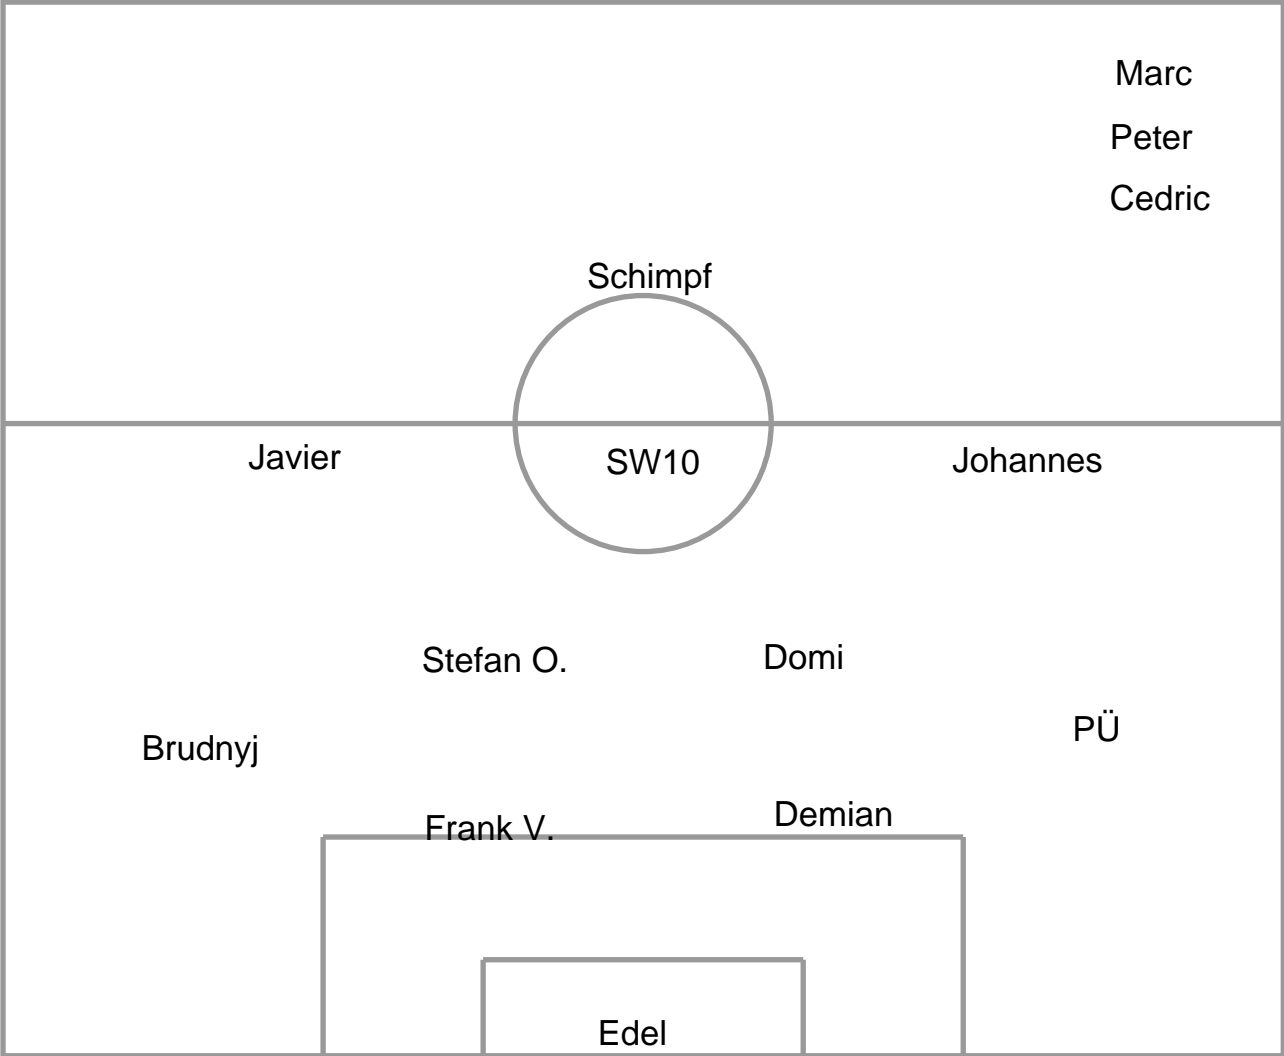 Marc
Peter
Cedric
Schimpf
Javier
SW10
Johannes
Stefan O.
Domi
Brudnyj
PÜ
Frank V.
Demian
Edel